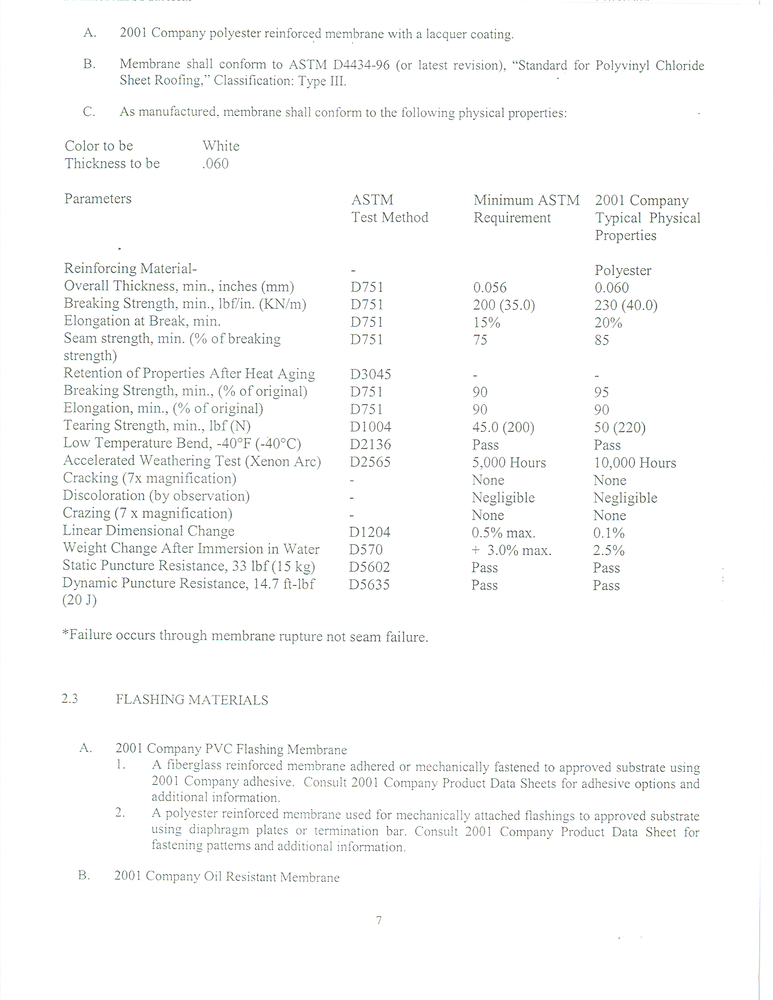 A. 2001 Company polyester reinforced membrane with a lacquer coating.
B. Membrane shall conform to ASTM D4434-96 (or latest revision), “Standard for Polyvinyl Chloride
Sheet Roofing,” Classification: Type III.
C. As manufactured, membrane shall conform to the following physical properties:
Color to be White
Thickness to be .060
Parameters ASTM Minimum ASTM 2001 Company
Test Method Requirement Typical Physical
Properties
Reinforcing Material- - Polyester
Overall Thickness, min., inches (mm) D751 0.056 0.060
Breaking Strength, min., lbf/in. (KN/m) D751 200 (35.0) 230 (40.0)
Elongation at Break, min. D751 15% 20%
Seam strength, min. (% of breaking D751 75 85
strength)
Retention of Properties After Heat Aging D3045 - -
Breaking Strength, min., (% of original) D751 90 95
Elongation, min., (% of original) D751 90 90
Tearing Strength, min., lbf (N) D1004 45.0 (200) 50 (220)
Low Temperature Bend, -40°F (-40°C) D2136 Pass Pass
Accelerated Weathering Test (Xenon Arc) D2565 5,000 Hours 10,000 Hours
Cracking (7x magnification) - None None
Discoloration (by observation) - Negligible Negligible
Crazing (7 x magnification) - None None
Linear Dimensional Change D1204 0.5% max. 0.1%
Weight Change After Immersion in Water D570 + 3.0% max. 2.5%
Static Puncture Resistance, 33 lbf (15 kg) D5602 Pass Pass
Dynamic Puncture Resistance, 14.7 ft-lbf D5635 Pass Pass
(20 J)
*Failure occurs through membrane rupture not seam failure.
2.3 FLASHING MATERIALS
A. 2001 Company PVC Flashing Membrane
1. A fiberglass reinforced membrane adhered or mechanically fastened to approved substrate using
2001 Company adhesive. Consult 2001 Company Product Data Sheets for adhesive options and
additional information.
2. A polyester reinforced membrane used for mechanically attached flashings to approved substrate
using diaphragm plates or termination bar. Consult 2001 Company Product Data Sheet for
fastening patterns and additional information.
B. 2001 Company Oil Resistant Membrane
7